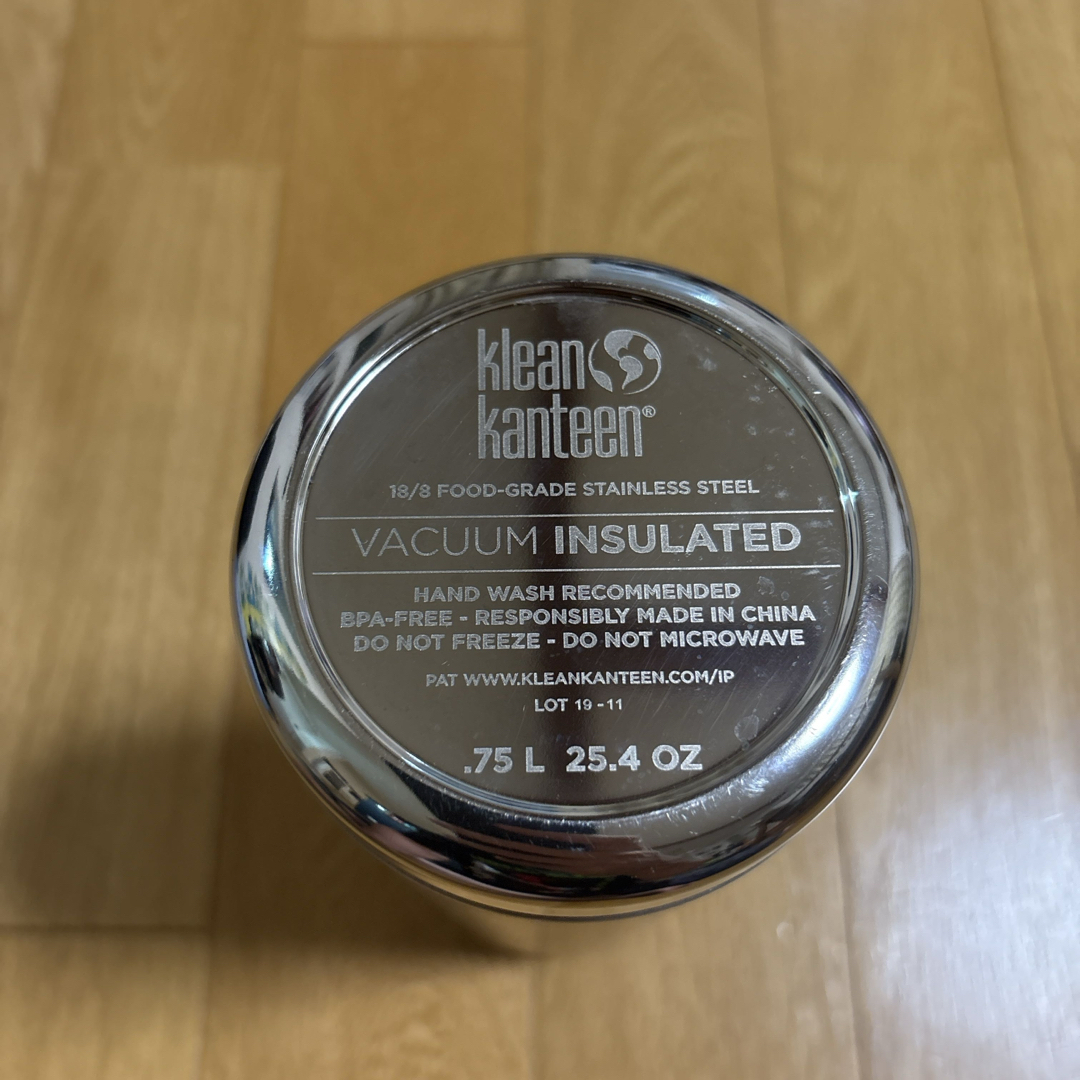 klean
kanteen®
18/8 FOOD-GRADE STAINLESS STEEL
VACUUM INSULATED
HAND WASH RECOMMENDED
BPA-FREE - RESPONSIBLY MADE IN CHINA
DO NOT FREEZE - DO NOT MICROWAVE
PAT WWW.KLEANKANTEEN.COM/IP
LOT 19-11
.75 L 25.4 OZ